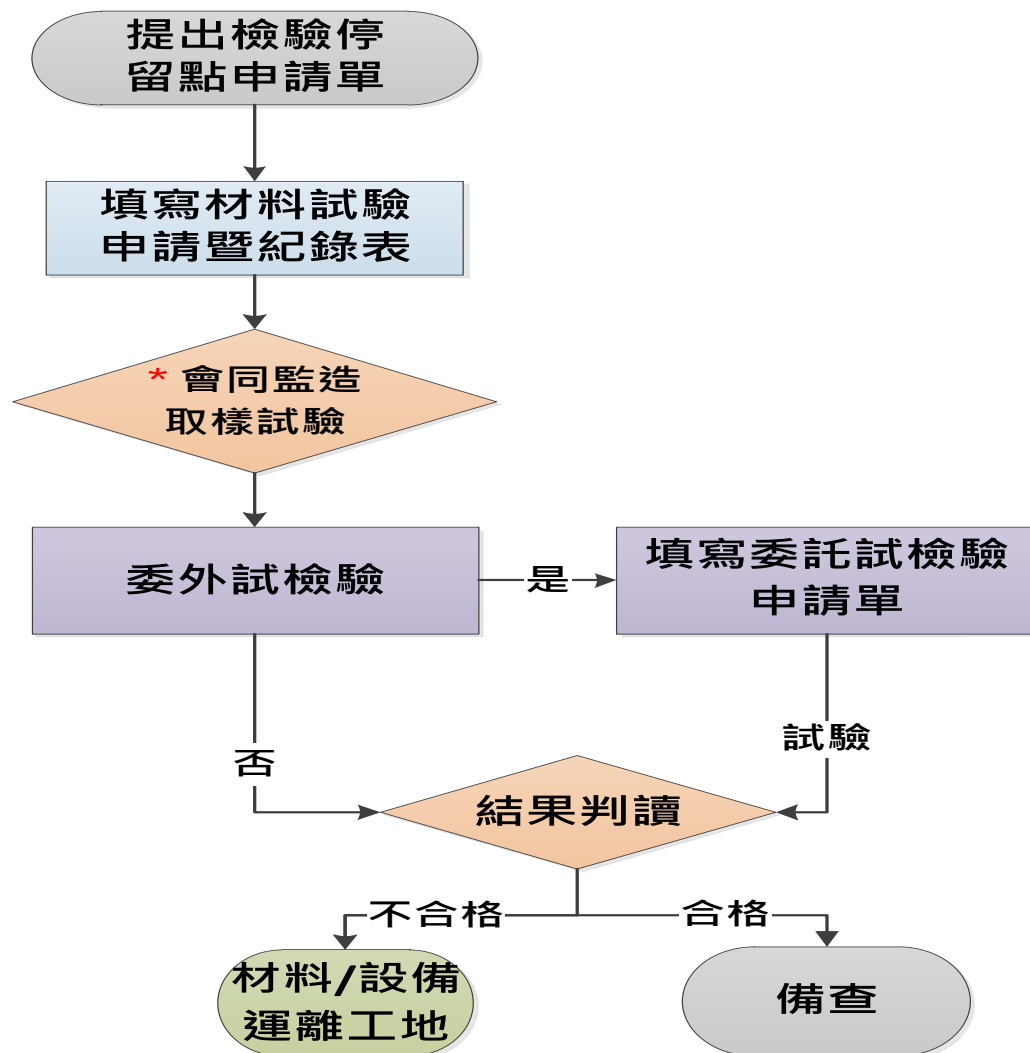 提出檢驗停
留點申請單
填寫材料試驗
申請暨紀錄表
* 會同監造
取樣試驗
委外試檢驗
是
填寫委託試檢驗
申請單
否
試驗
結果判讀
不合格
合格
材料/設備
運離工地
備查